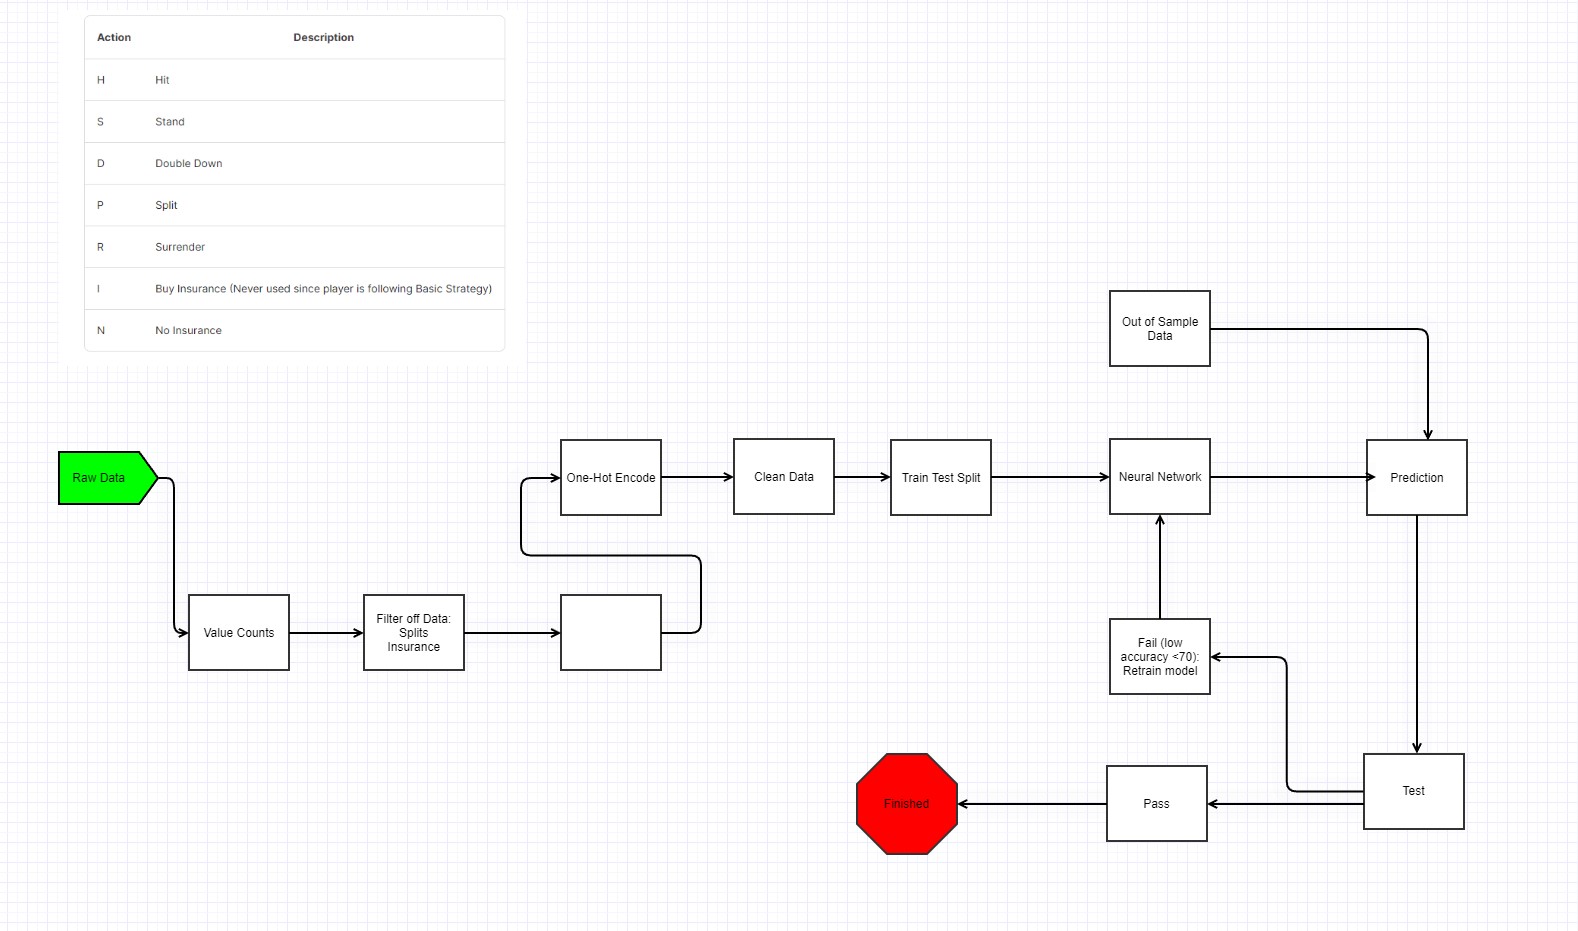 Action Description
H Hit
S Stand
D Double Down
P Split
R Surrender
I Buy Insurance (Never used since player is following Basic Strategy)
N No Insurance
Out of Sample
Data
Raw Data
One-Hot Encode
Clean Data
Train Test Split
Neural Network
Prediction
Value Counts
Filter off Data:
Splits
Insurance
Fail (low
accuracy <70):
Retrain model
Finished
Pass
Test